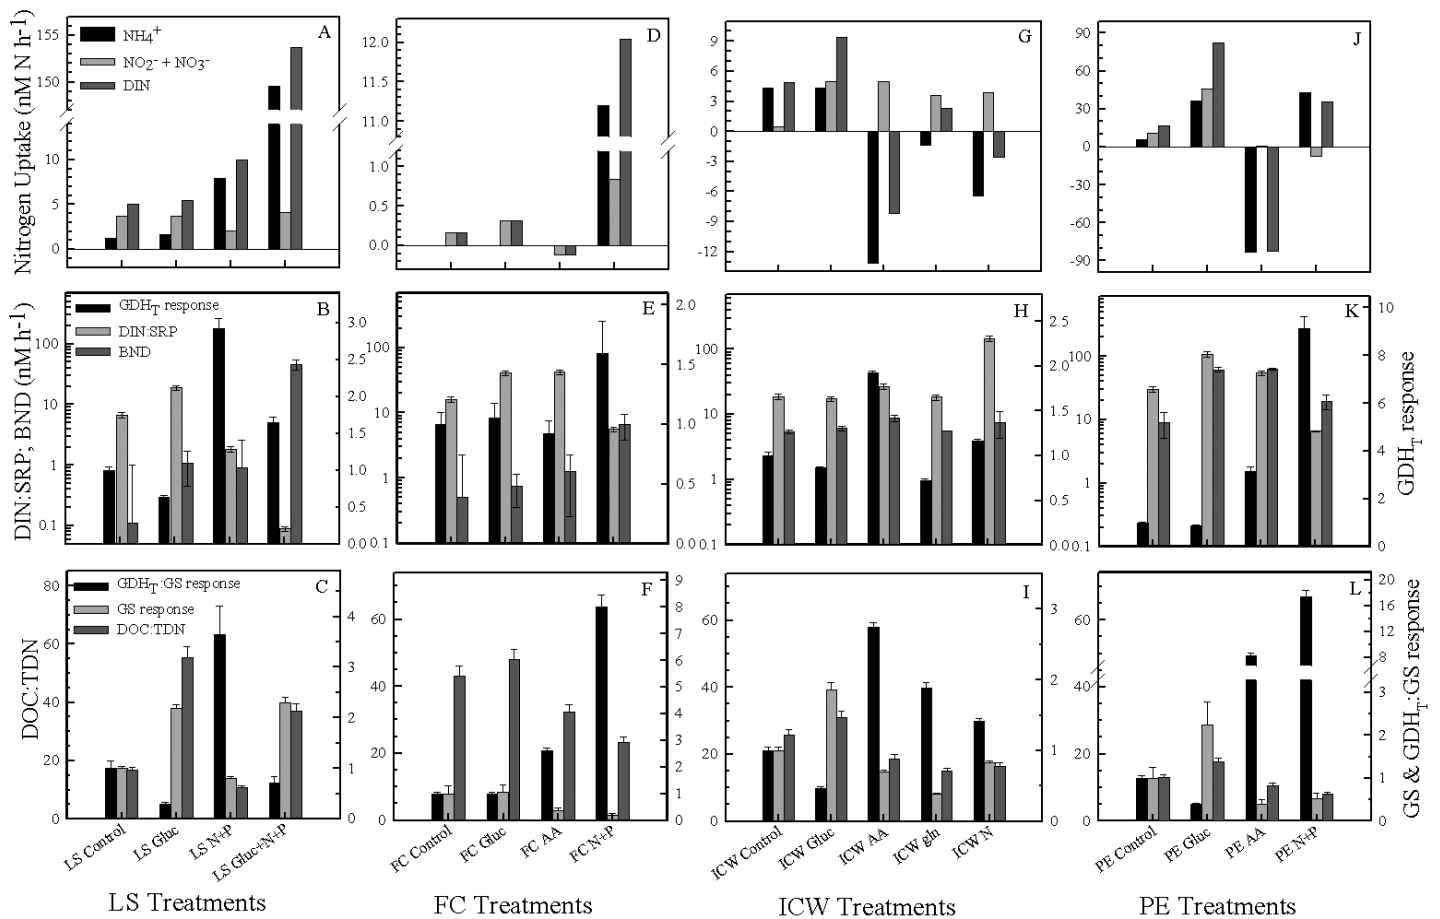 Nitrogen Uptake (nM N h⁻¹)
155
150
10
5
0
NH₄⁺
NO₂⁻ + NO₃⁻
DIN
A
12.0
11.5
11.0
1.0
0.5
0.0
D
9
6
3
0
-3
-6
-9
-12
G
90
60
30
0
-30
-60
-90
J
DIN:SRP; BND (nM h⁻¹)
100
10
1
0.1
GDH_T response
DIN:SRP
BND
B
3.0
2.5
2.0
1.5
1.0
0.5
0.0
100
10
1
0.1
E
2.0
1.5
1.0
0.5
0.0
100
10
1
0.1
H
2.5
2.0
1.5
1.0
0.5
0.0
100
10
1
0.1
K
10
8
6
4
2
0
GDH_T response
DOC:TDN
80
60
40
20
0
GDH_T:GS response
GS response
DOC:TDN
C
4
3
2
1
0
60
40
20
0
F
9
8
7
6
5
4
3
2
1
0
60
40
20
0
I
3
2
1
0
60
40
20
0
L
20
16
12
8
3
2
1
0
GS & GDH_T:GS response
LS Control
LS Gluc
LS N+P
LS Gluc+N+P
FC Control
FC Gluc
FC AA
FC N+P
ICW Control
ICW Gluc
ICW AA
ICW gln
ICW N
PE Control
PE Gluc
PE AA
PE N+P
LS Treatments
FC Treatments
ICW Treatments
PE Treatments